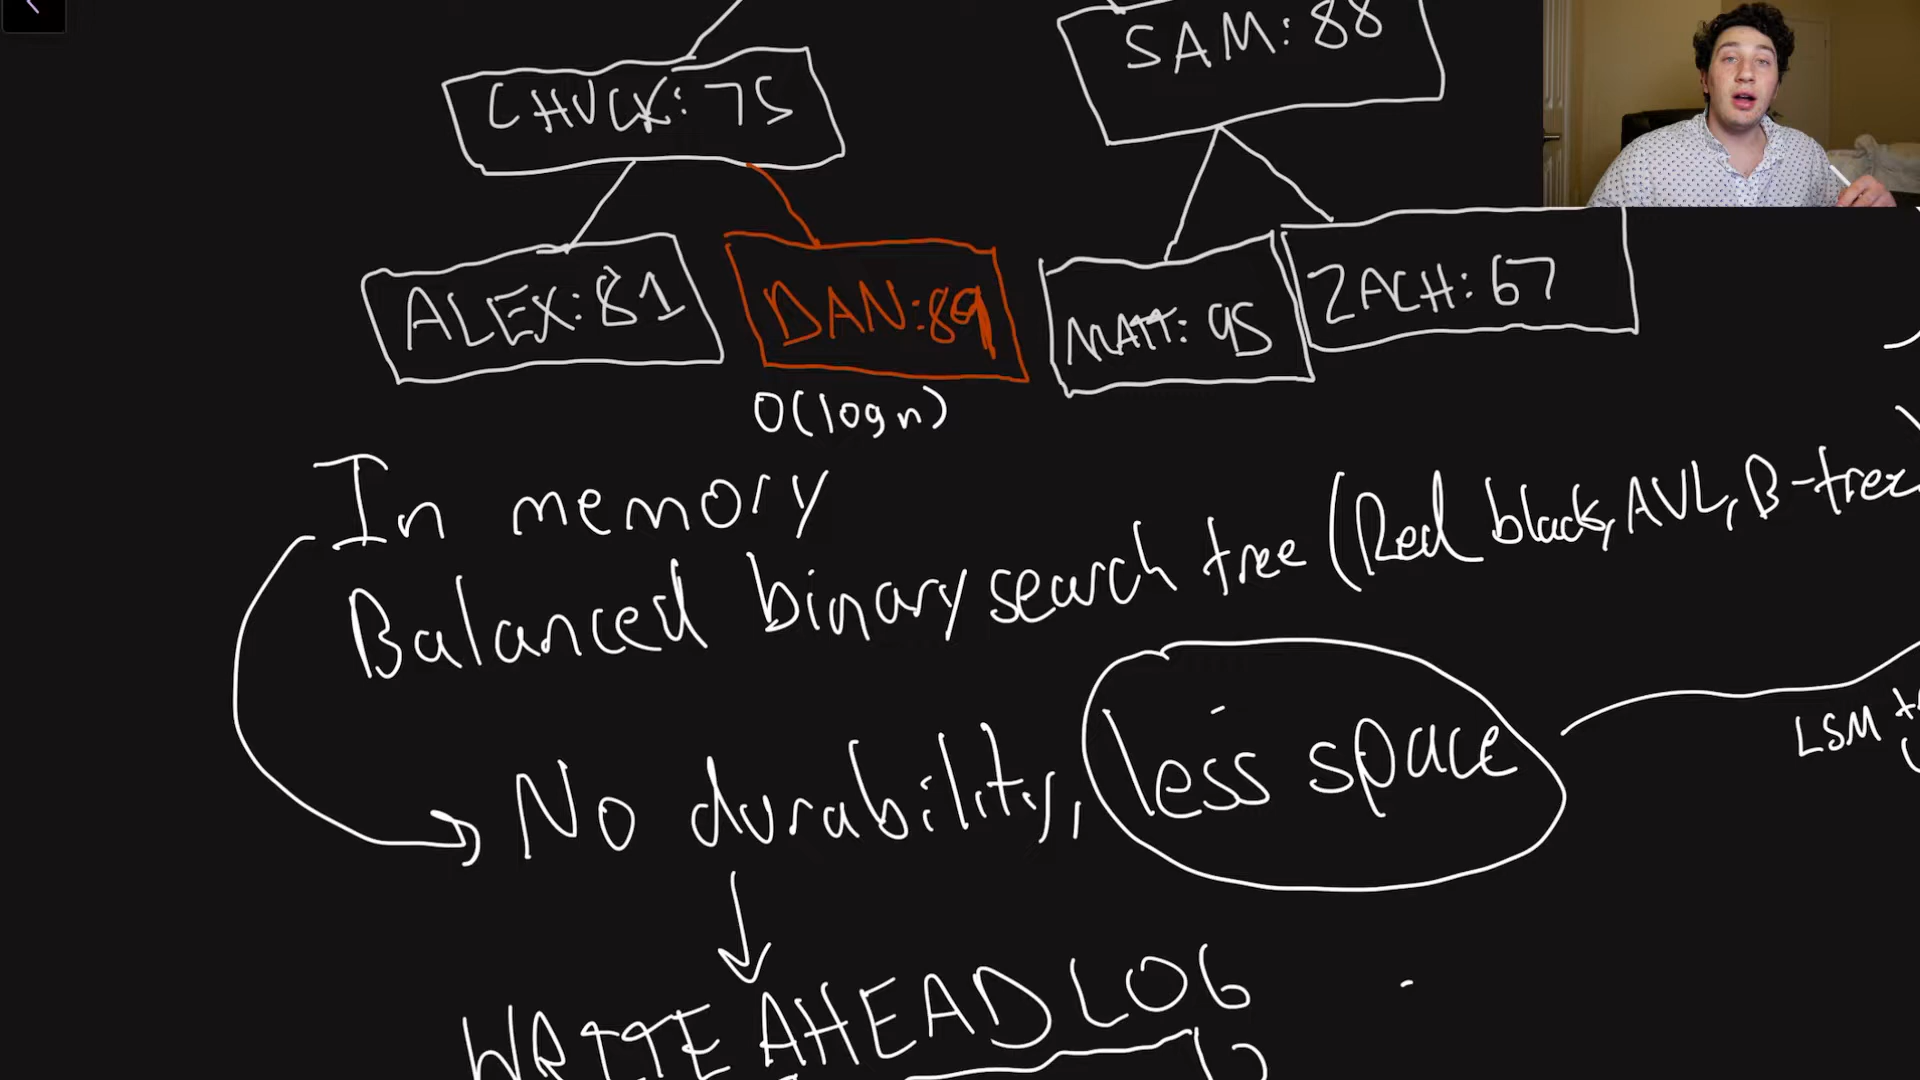 CHUCK: 75
SAM: 88
ALEX: 81
DAN: 89
MATT: 95
ZACH: 67
O(log n)
In memory
Balanced binary search tree (Red black, AVL, B-tree
No durability, less space
LSM
WRITE AHEAD LOG